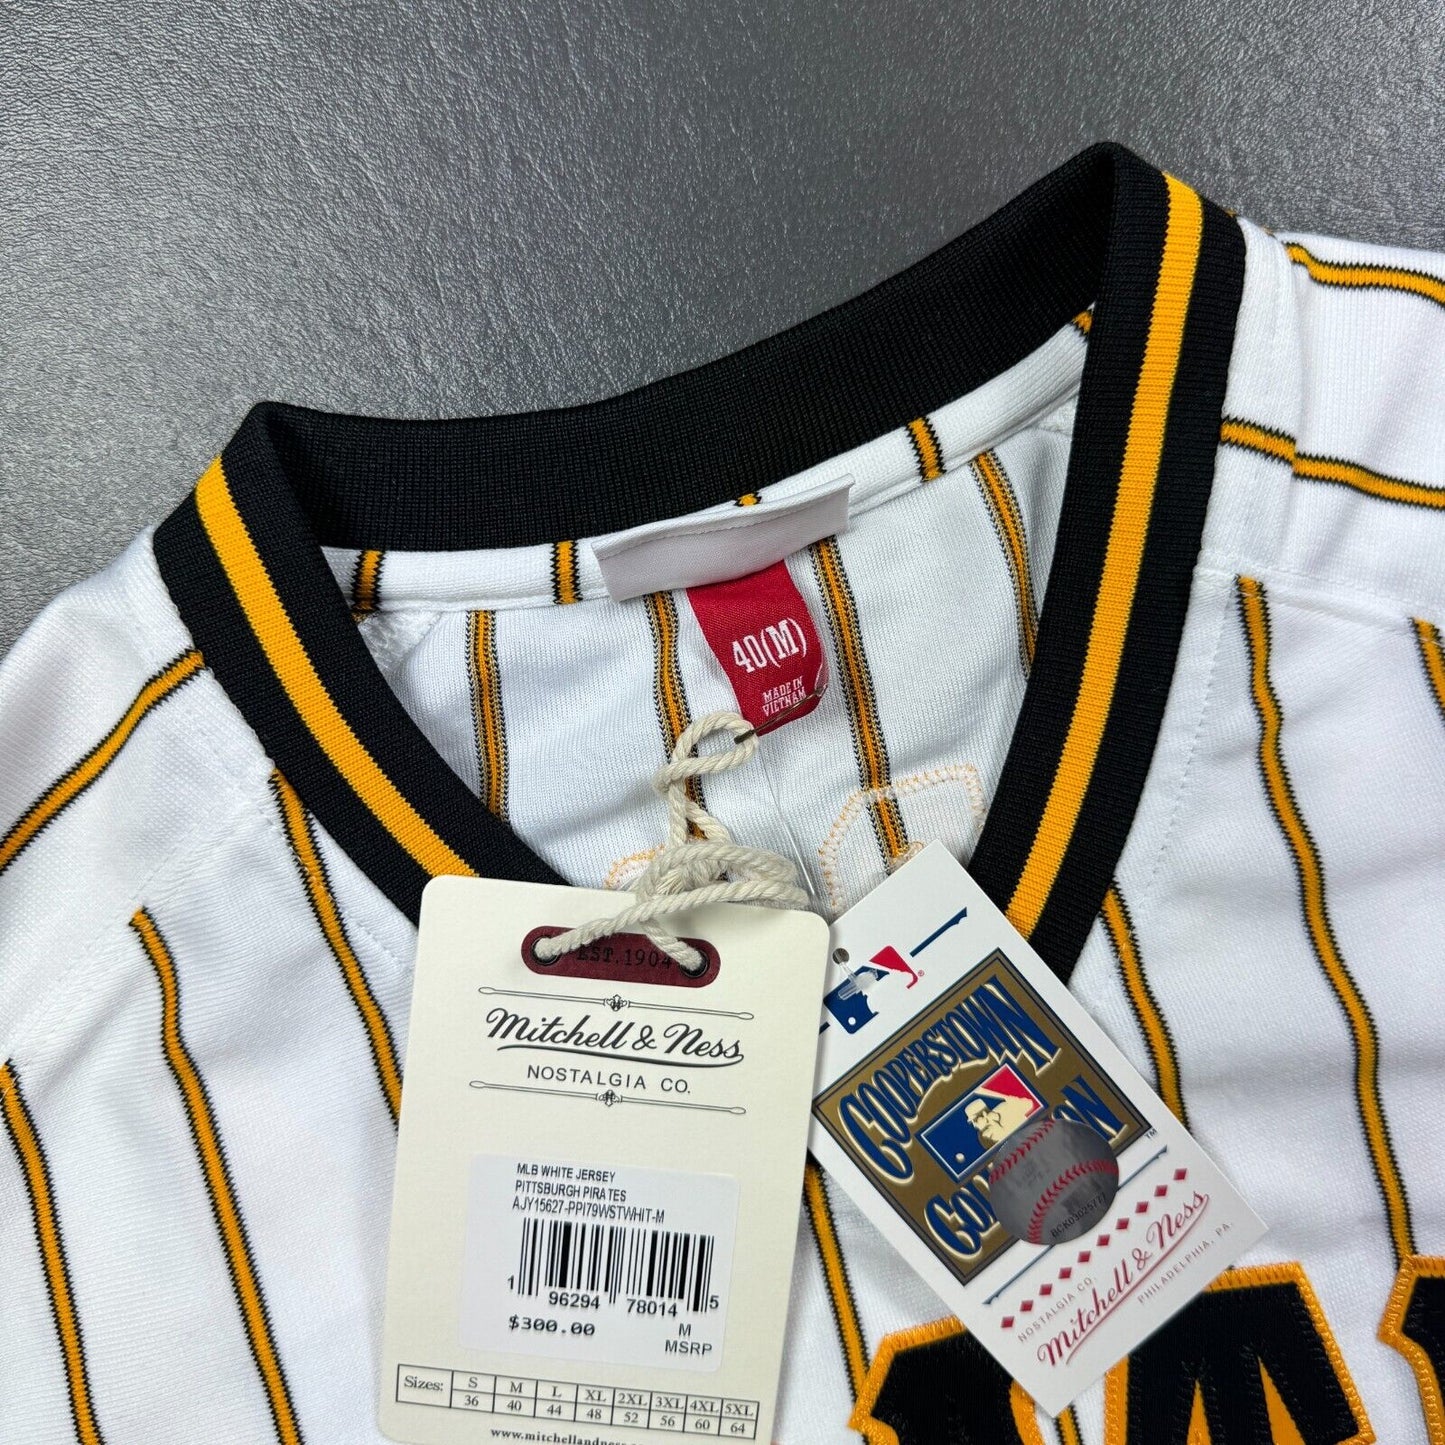 40(M)
MADE IN
VIETNAM
EST. 1904
Mitchell & Ness
NOSTALGIA CO.
MLB WHITE JERSEY
PITTSBURGH PIRATES
AJY15627-PPI79WSTWHIT-M
1 96294 78014 5
$300.00
M
MSRP
Sizes: S M L XL 2XL 3XL 4XL 5XL
36 40 44 48 52 56 60 64
www.mitchellandness
COOPERSTOWN
BCK0302577
NOSTALGIA CO.
Mitchell & Ness
PHILADELPHIA, PA.